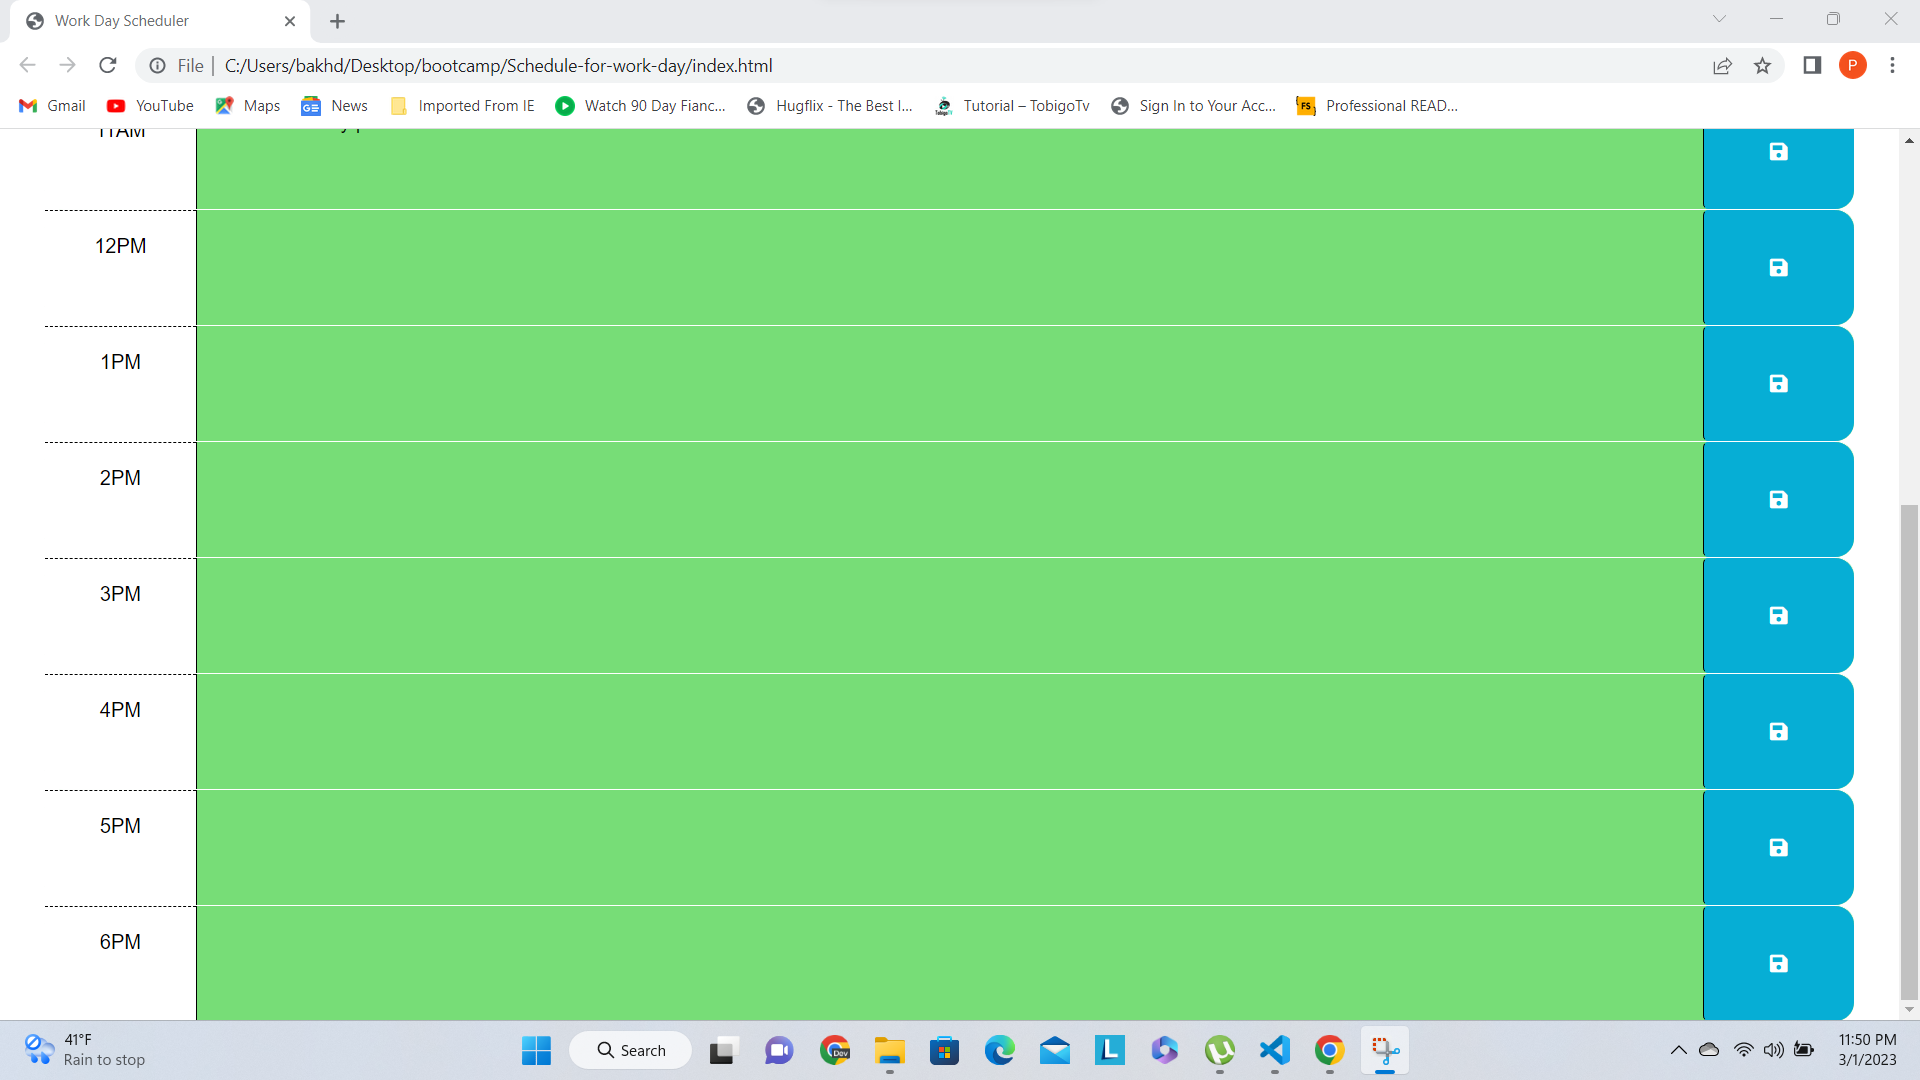 Work Day Scheduler
File | C:/Users/bakhd/Desktop/bootcamp/Schedule-for-work-day/index.html
P
Gmail YouTube Maps News Imported From IE Watch 90 Day Fianc... Hugflix - The Best I... Tutorial – TobigoTv Sign In to Your Acc... Professional READ...
11AM
12PM
1PM
2PM
3PM
4PM
5PM
6PM
41°F
Rain to stop
Search
Dev
L
11:50 PM
3/1/2023